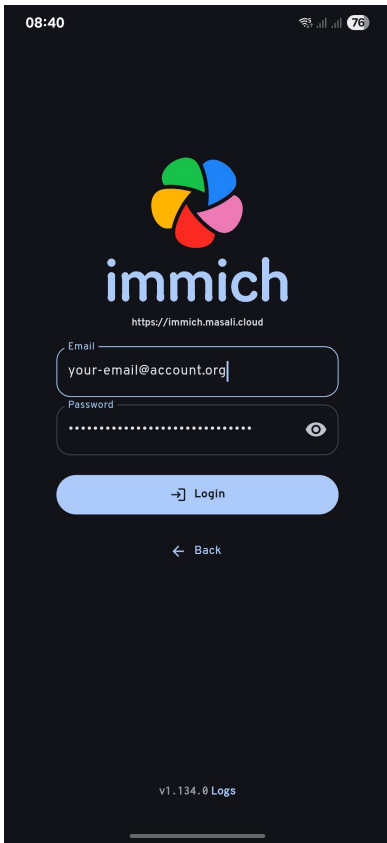 08:40
76
immich
https://immich.masali.cloud
Email
your-email@account.org
Password
••••••••••••••••••••••••••••••
Login
Back
v1.134.0 Logs